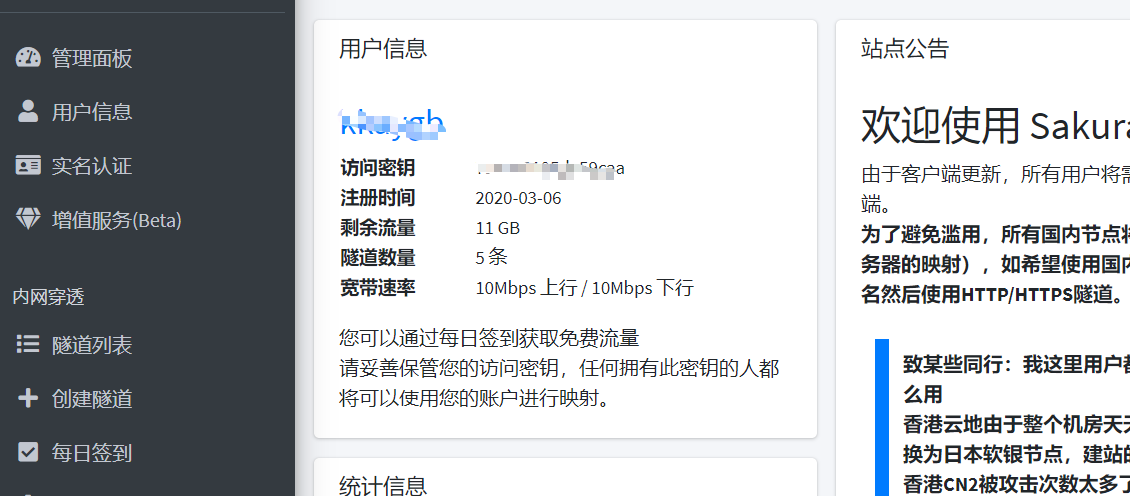 管理面板
用户信息
实名认证
增值服务(Beta)
内网穿透
隧道列表
创建隧道
每日签到
用户信息
访问密钥
注册时间 2020-03-06
剩余流量 11 GB
隧道数量 5 条
宽带速率 10Mbps 上行 / 10Mbps 下行
您可以通过每日签到获取免费流量
请妥善保管您的访问密钥，任何拥有此密钥的人都
将可以使用您的账户进行映射。
统计信息
站点公告
欢迎使用 Sakura
由于客户端更新，所有用户将需
端。
为了避免滥用，所有国内节点将
务器的映射），如希望使用国内
名然后使用HTTP/HTTPS隧道。
致某些同行：我这里用户都
么用
香港云地由于整个机房天天
换为日本软银节点，建站的
香港CN2被攻击次数太多了